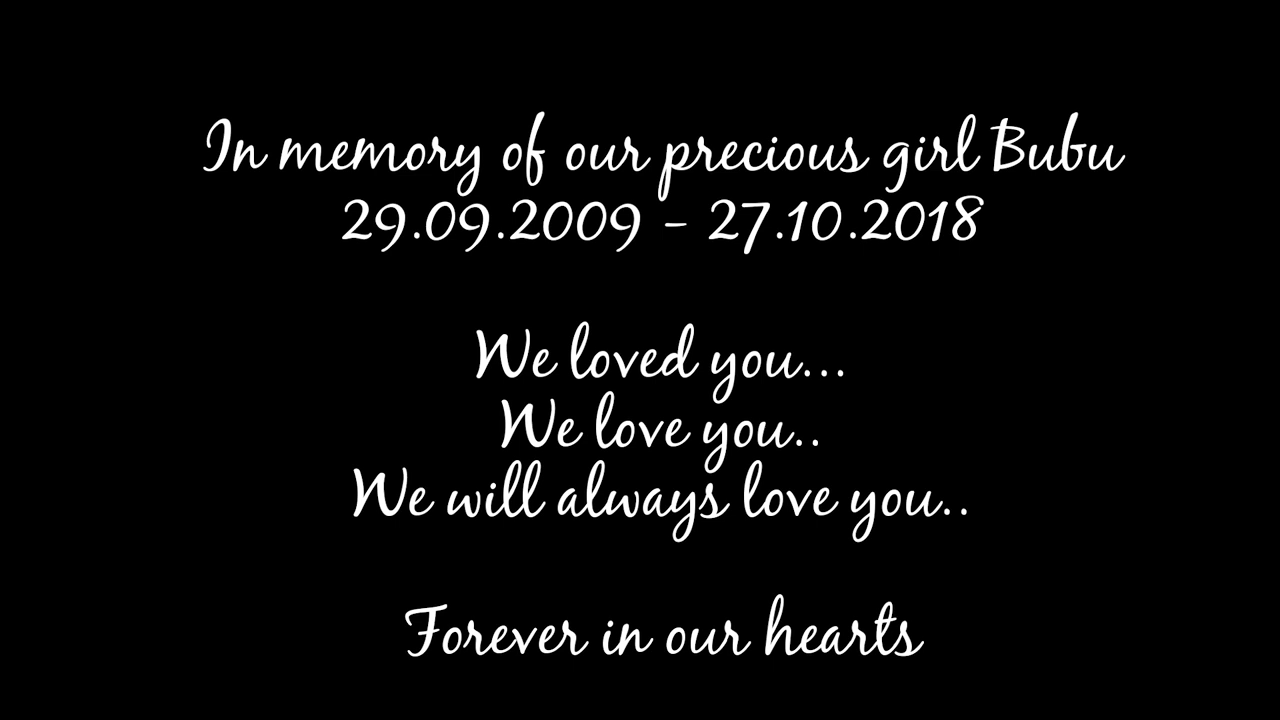 In memory of our precious girl Bubu
29.09.2009 - 27.10.2018
We loved you...
We love you..
We will always love you..
Forever in our hearts